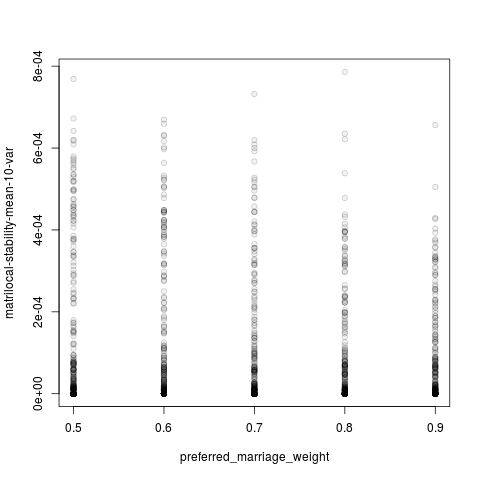 8e-04
6e-04
4e-04
2e-04
0e+00
matrilocal-stability-mean-10-var
0.5 0.6 0.7 0.8 0.9
preferred_marriage_weight